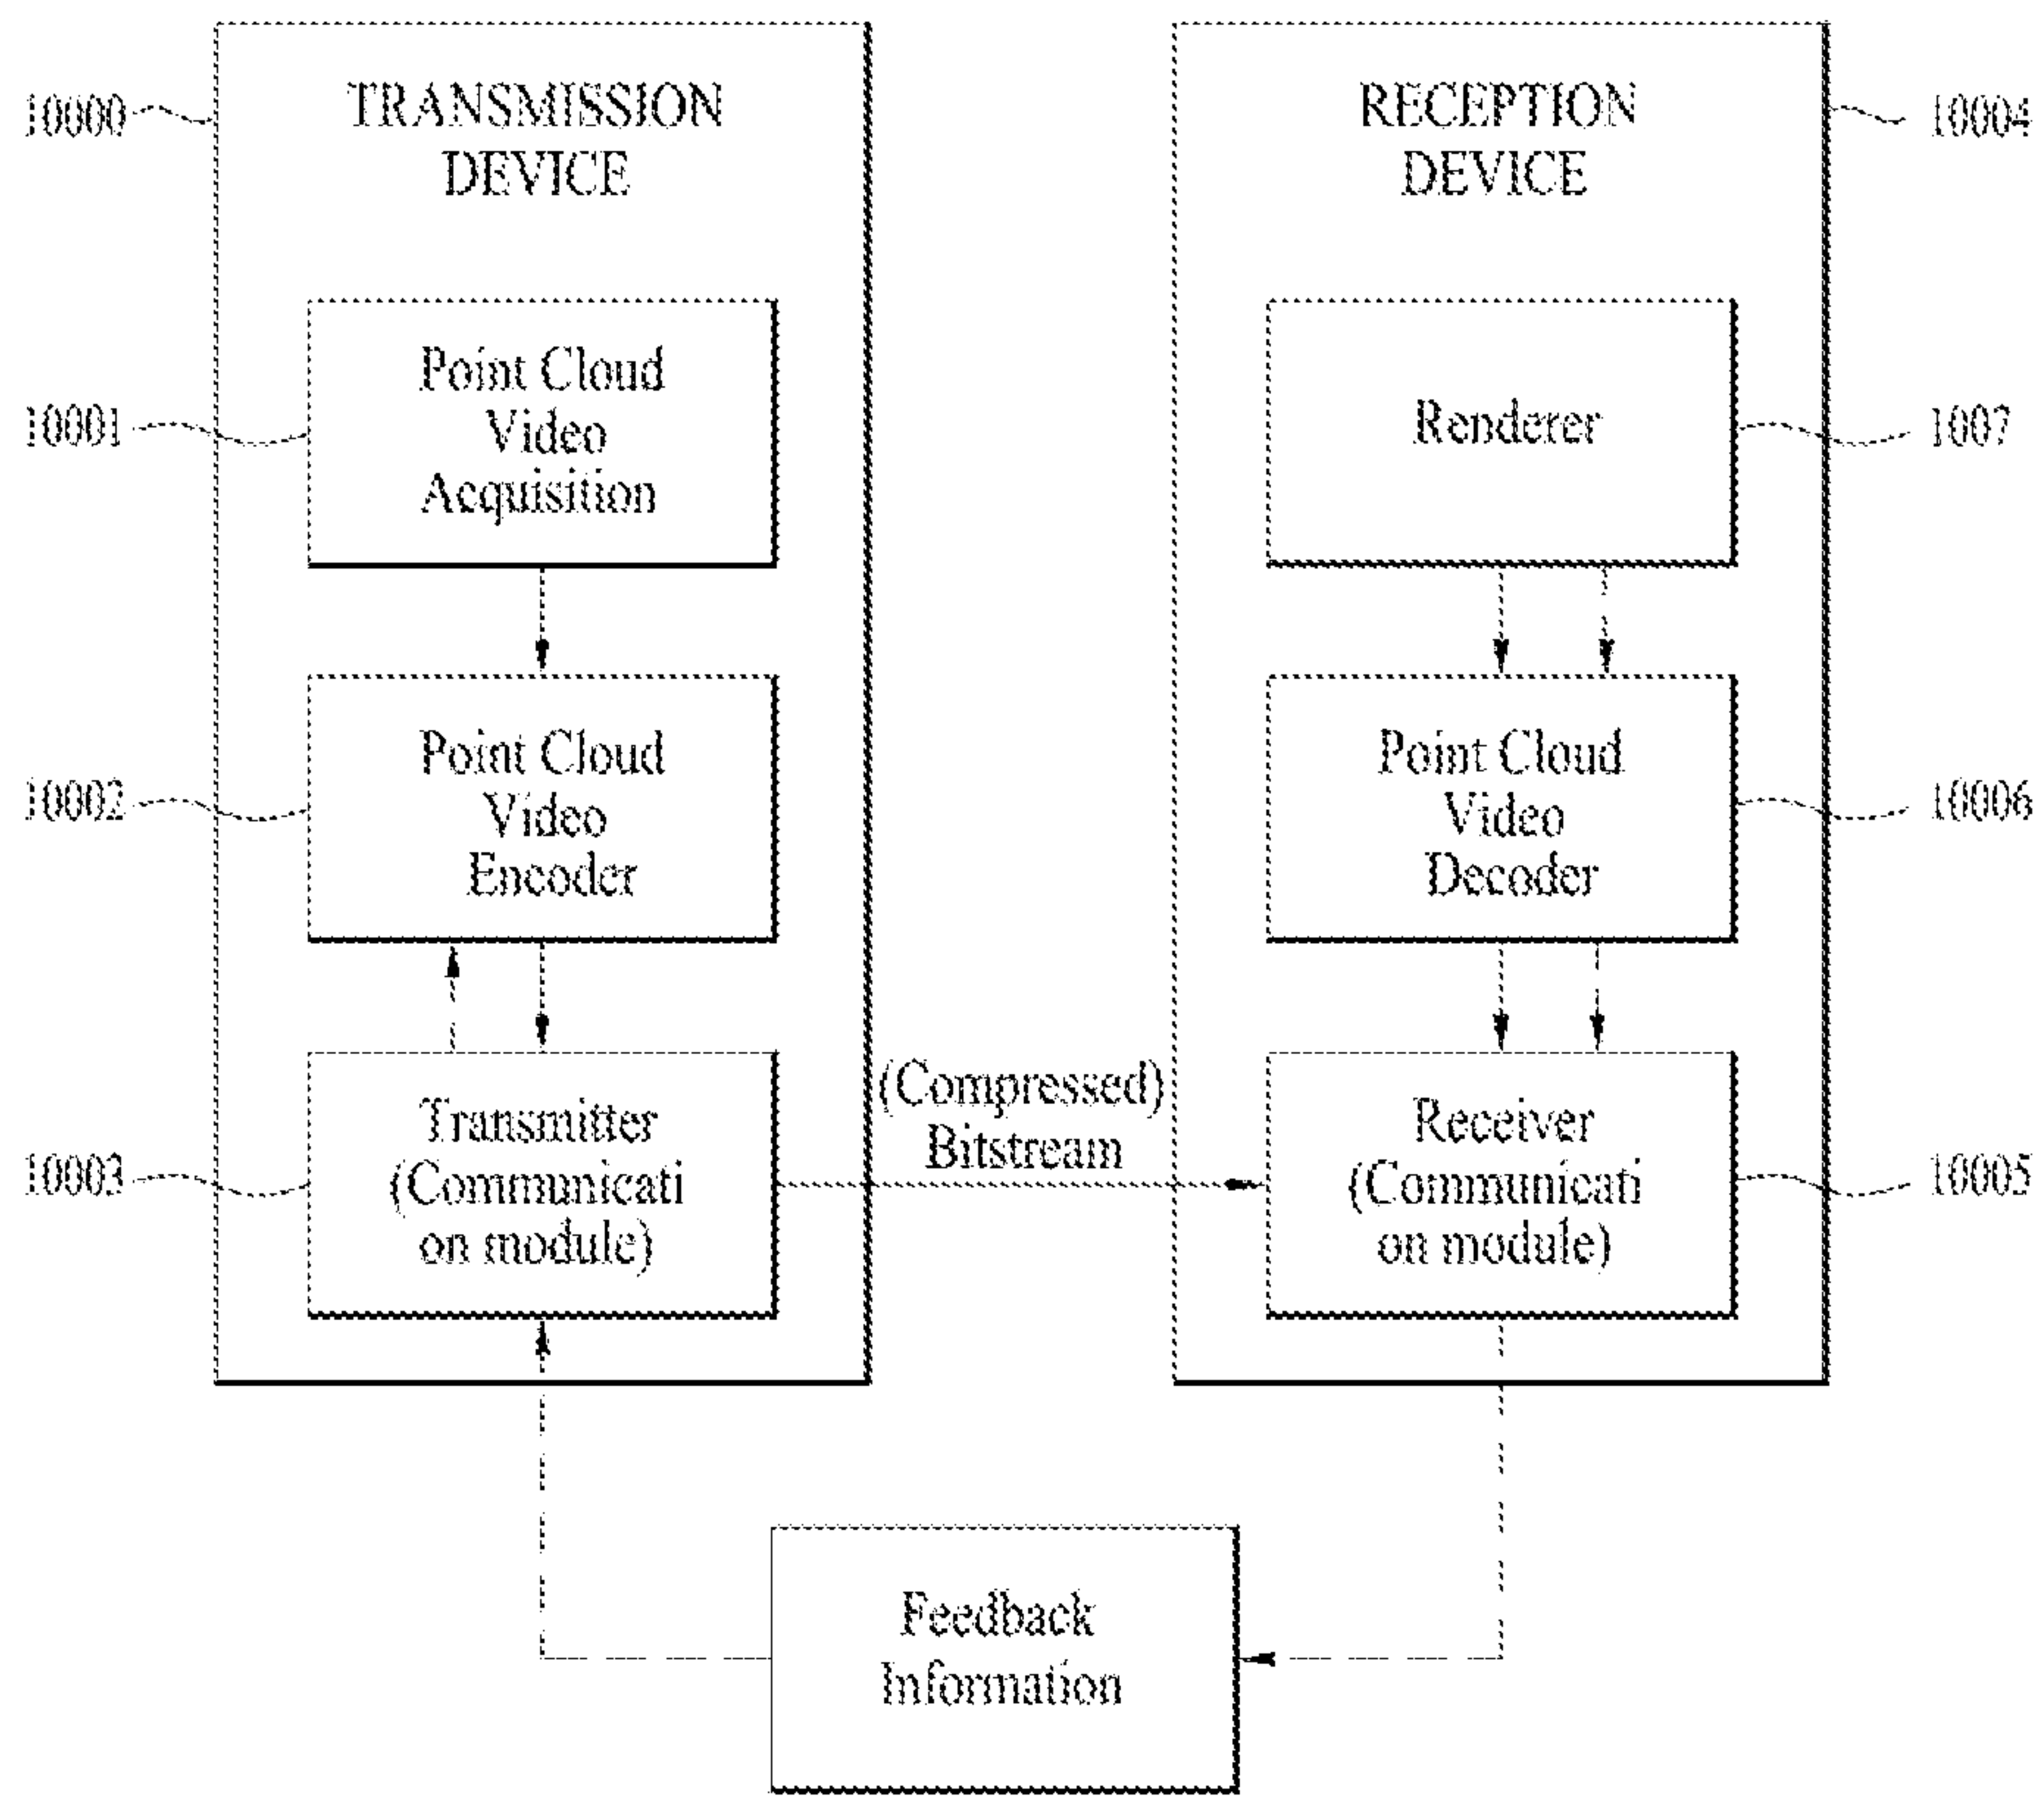 10000
TRANSMISSION
DEVICE
10001
Point Cloud
Video
Acquisition
10002
Point Cloud
Video
Encoder
10003
Transmitter
(Communicati
on module)
(Compressed)
Bitstream
RECEPTION
DEVICE
10004
Renderer
1007
Point Cloud
Video
Decoder
10006
Receiver
(Communicati
on module)
10005
Feedback
Information